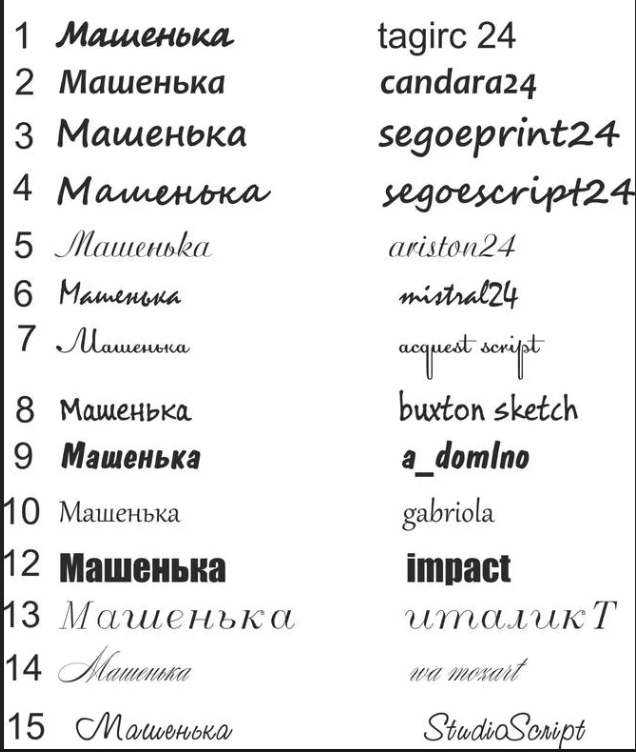 1 Машенька tagirc 24
2 Машенька candara24
3 Машенька segoeprint24
4 Машенька segoescript24
5 Машенька ariston24
6 Машенька mistral24
7 Машенька acquest script
8 Машенька buxton sketch
9 Машенька a_domIno
10 Машенька gabriola
12 Машенька impact
13 Машенька италикТ
14 Машенька wa mozart
15 Машенька StudioScript